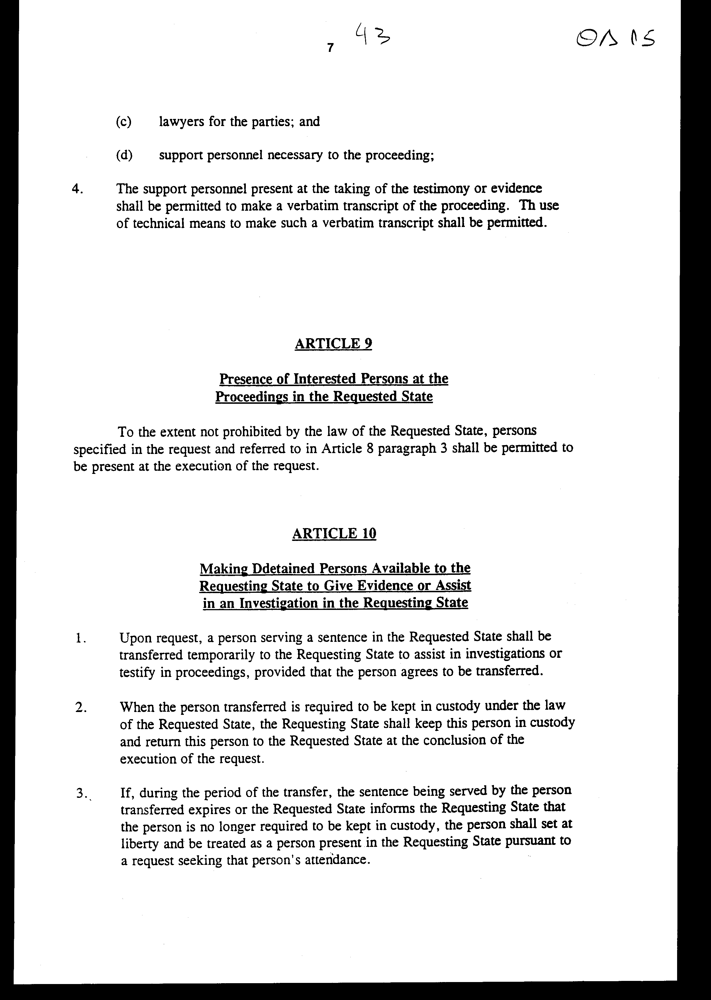 43
7
(c) lawyers for the parties; and
(d) support personnel necessary to the proceeding;
4. The support personnel present at the taking of the testimony or evidence
shall be permitted to make a verbatim transcript of the proceeding. Th use
of technical means to make such a verbatim transcript shall be permitted.
ARTICLE 9
Presence of Interested Persons at the
Proceedings in the Requested State
To the extent not prohibited by the law of the Requested State, persons
specified in the request and referred to in Article 8 paragraph 3 shall be permitted to
be present at the execution of the request.
ARTICLE 10
Making Ddetained Persons Available to the
Requesting State to Give Evidence or Assist
in an Investigation in the Requesting State
1. Upon request, a person serving a sentence in the Requested State shall be
transferred temporarily to the Requesting State to assist in investigations or
testify in proceedings, provided that the person agrees to be transferred.
2. When the person transferred is required to be kept in custody under the law
of the Requested State, the Requesting State shall keep this person in custody
and return this person to the Requested State at the conclusion of the
execution of the request.
3. If, during the period of the transfer, the sentence being served by the person
transferred expires or the Requested State informs the Requesting State that
the person is no longer required to be kept in custody, the person shall set at
liberty and be treated as a person present in the Requesting State pursuant to
a request seeking that person's attendance.